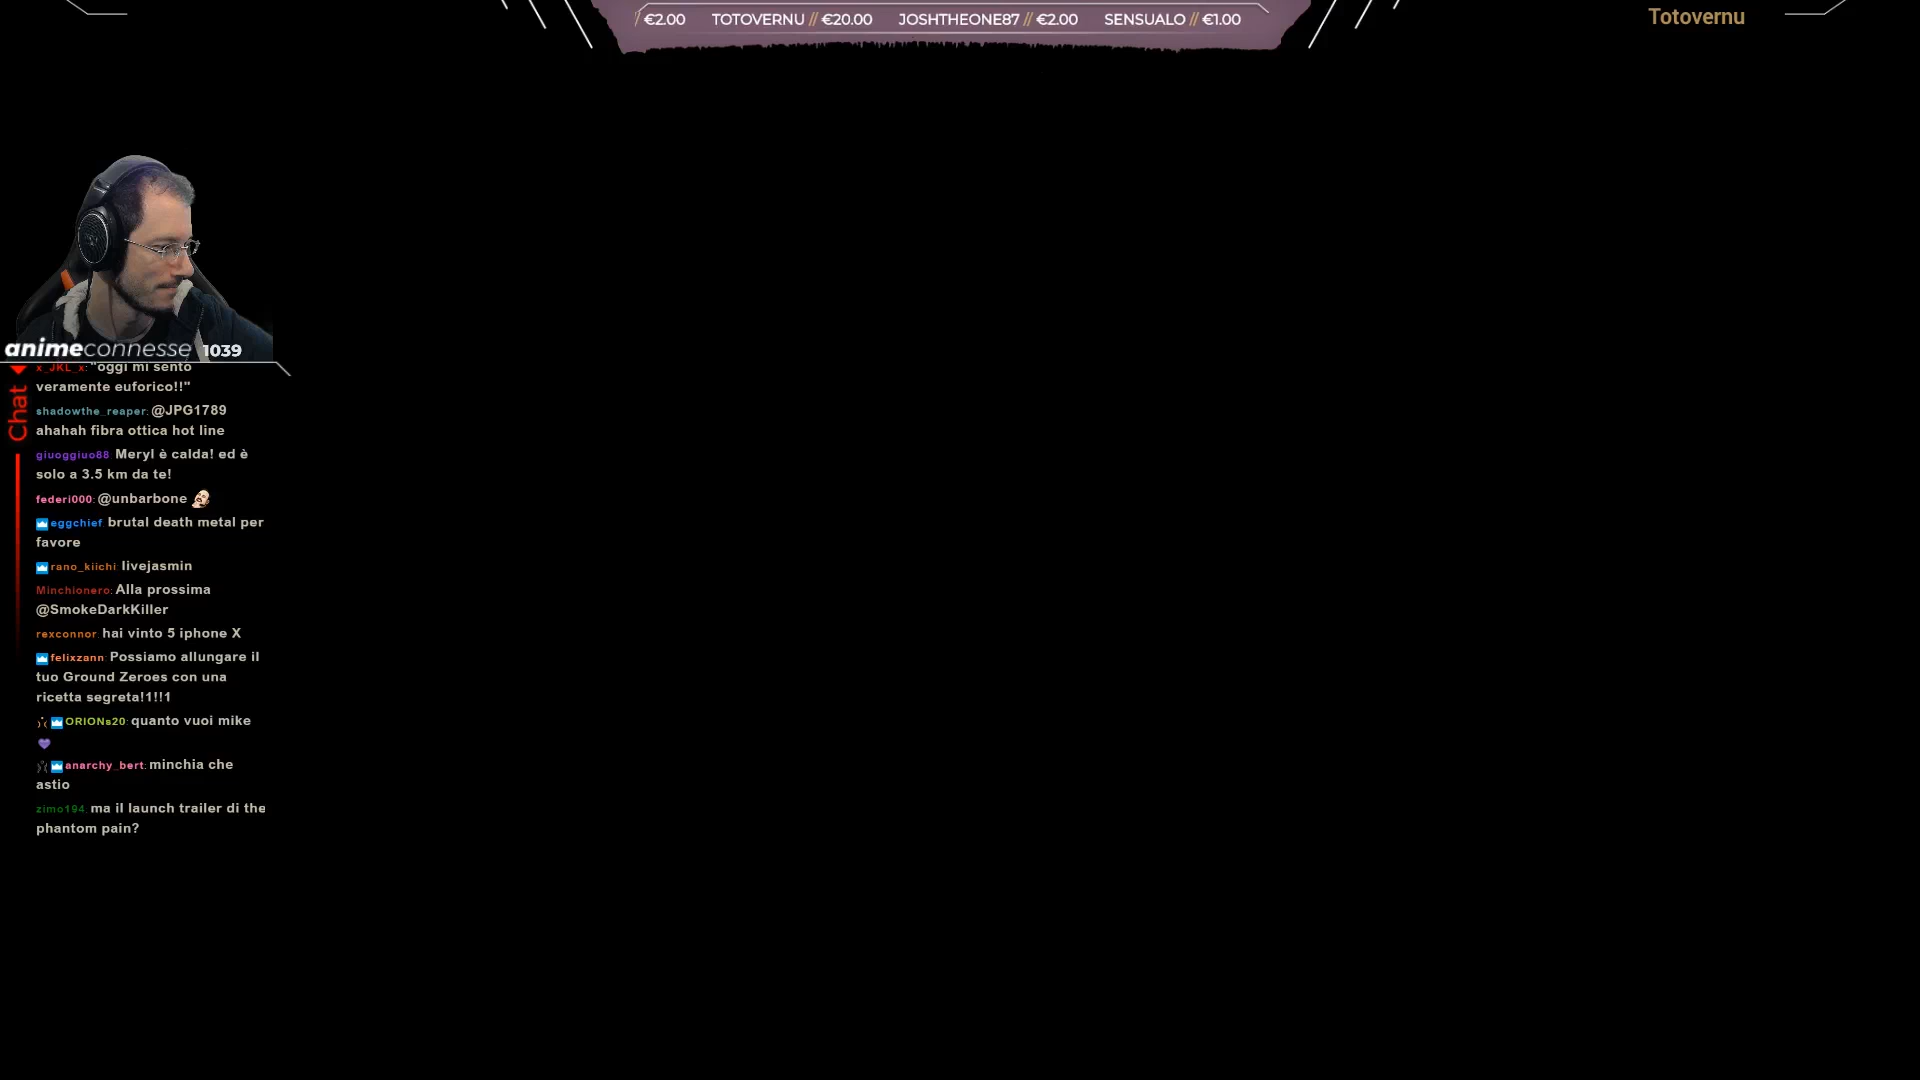 / €2.00 TOTOVERNU // €20.00 JOSHTHEONE87 // €2.00 SENSUALO // €1.00
Totovernu
animeconnesse 1039
Chat
x_JKL_x: "oggi mi sento
veramente euforico!!"
shadowthe_reaper: @JPG1789
ahahah fibra ottica hot line
giuoggiuo88 Meryl è calda! ed è
solo a 3.5 km da te!
federi000: @unbarbone
eggchief: brutal death metal per
favore
rano_kiichi: livejasmin
Minchionero: Alla prossima
@SmokeDarkKiller
rexconnor: hai vinto 5 iphone X
felixzann: Possiamo allungare il
tuo Ground Zeroes con una
ricetta segreta!1!!1
ORIONs20: quanto vuoi mike
💜
anarchy_bert: minchia che
astio
zimo194: ma il launch trailer di the
phantom pain?